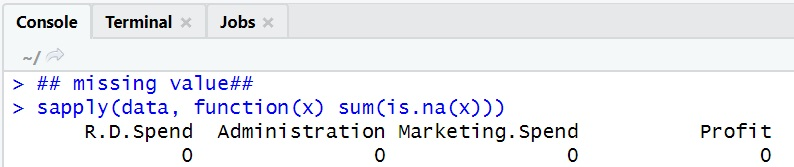 Console Terminal × Jobs ×
~/
> ## missing value##
> sapply(data, function(x) sum(is.na(x)))
R.D.Spend Administration Marketing.Spend Profit
0 0 0 0